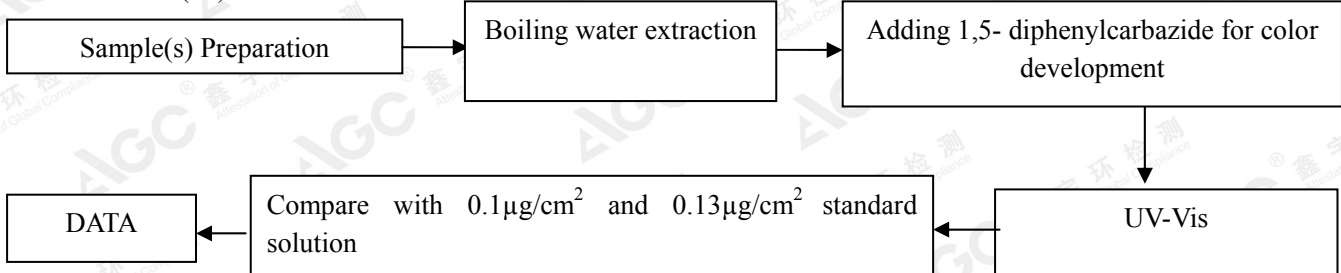 Sample(s) Preparation
Boiling water extraction
Adding 1,5- diphenylcarbazide for color
development
UV-Vis
Compare with 0.1µg/cm² and 0.13µg/cm² standard
solution
DATA